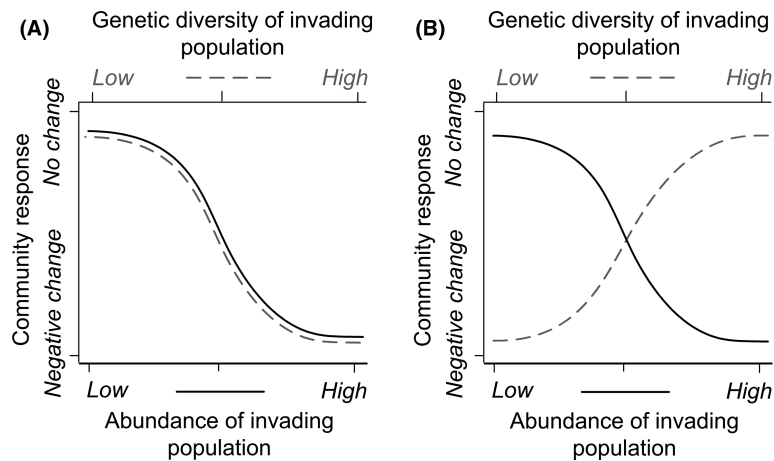 (A)
Genetic diversity of invading
population
Low
High
Community response
Negative change
No change
Low
High
Abundance of invading
population
(B)
Genetic diversity of invading
population
Low
High
Community response
Negative change
No change
Low
High
Abundance of invading
population